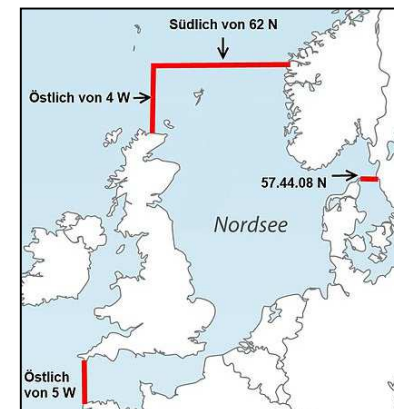 Südlich von 62 N
Östlich von 4 W
57.44.08 N
Nordsee
Östlich
von 5 W